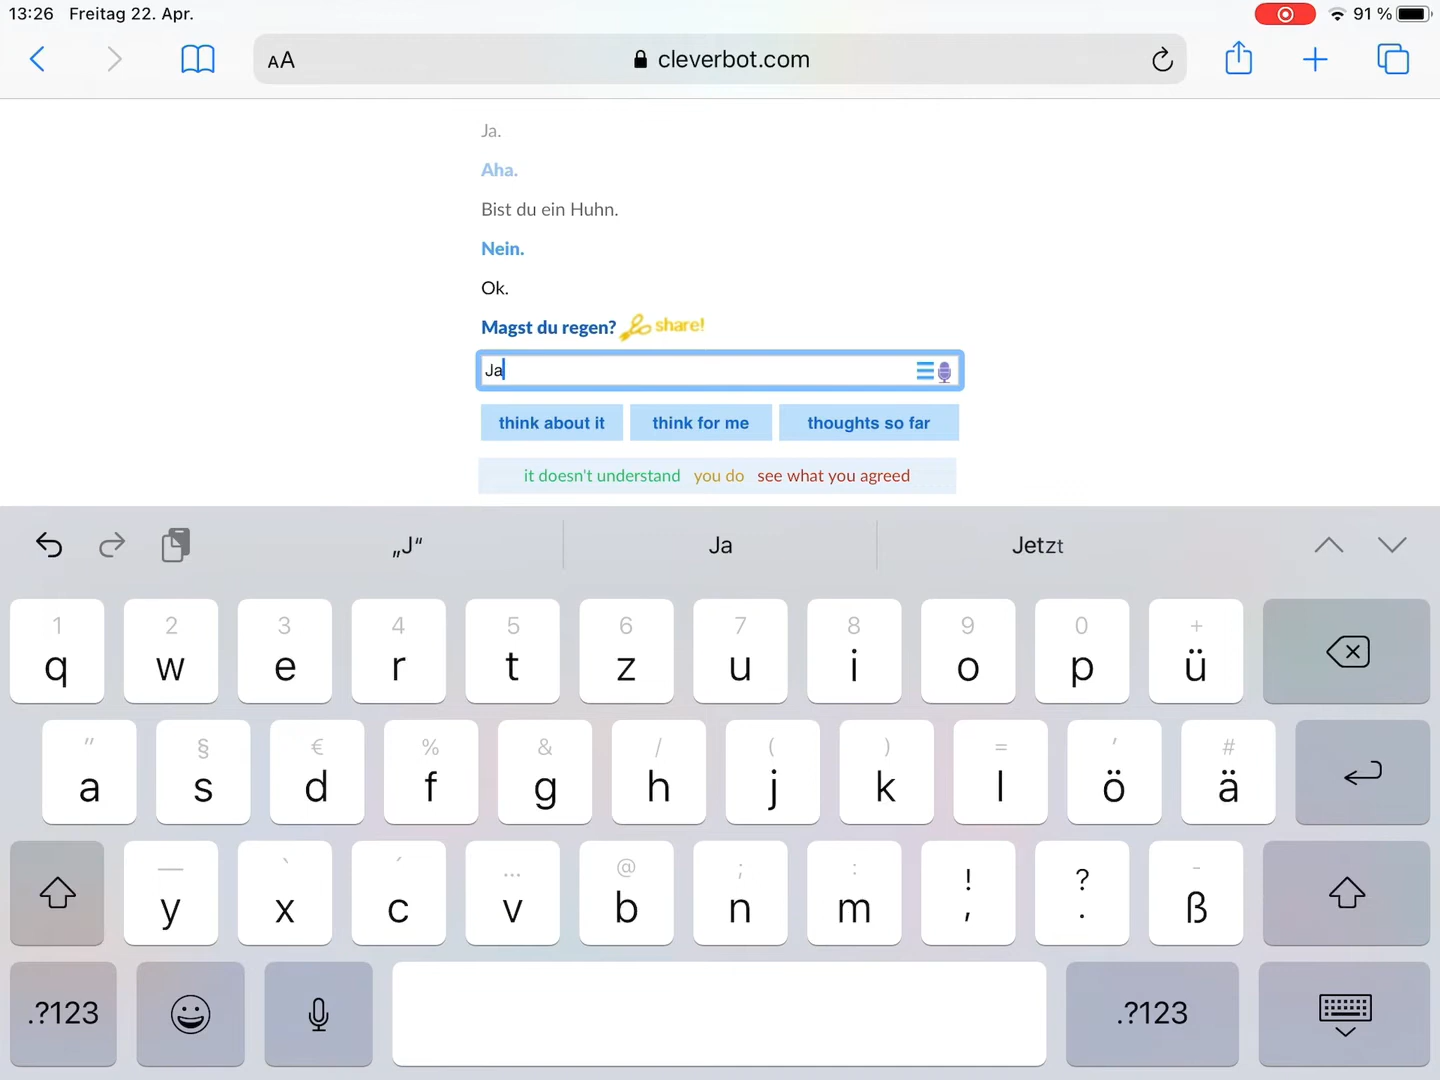 13:26 Freitag 22. Apr. 91 %
AA cleverbot.com
Ja.
Aha.
Bist du ein Huhn.
Nein.
Ok.
Magst du regen? share!
Ja
think about it think for me thoughts so far
it doesn't understand you do see what you agreed
„J“ Ja Jetzt
1 2 3 4 5 6 7 8 9 0 +
q w e r t z u i o p ü
" § € % & / ( ) = ' #
a s d f g h j k l ö ä
— ` ´ ... @ ; : ! ? -
y x c v b n m , . ß
.?123 .?123